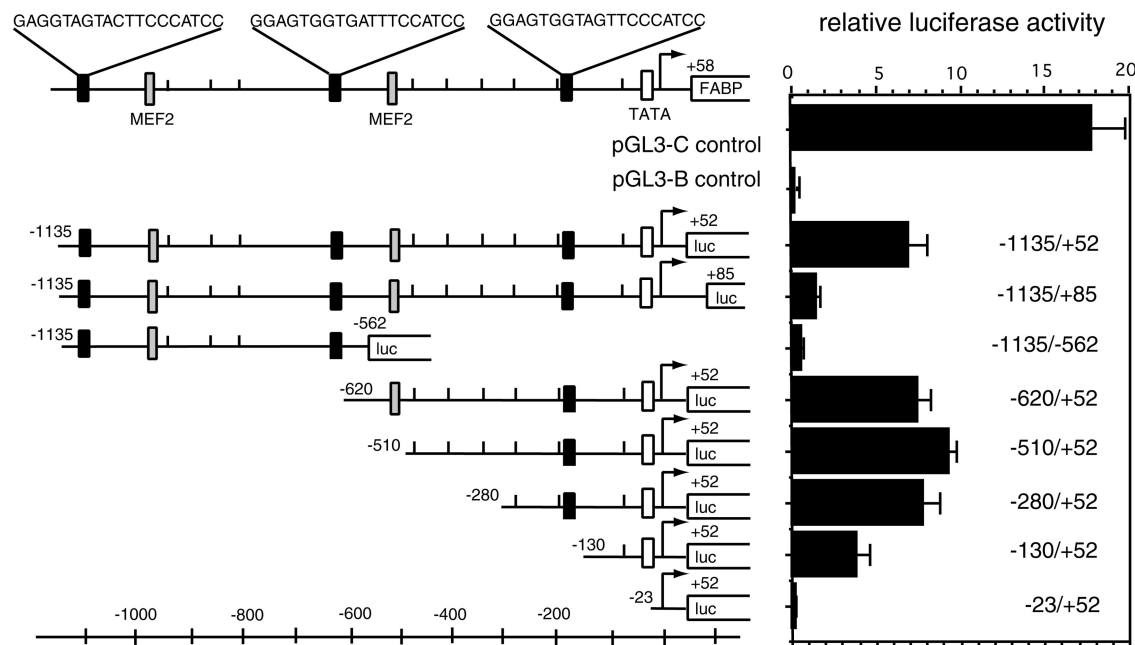 GAGGTAGTACTTCCCATCC GGAGTGGTGATTTCCATCC GGAGTGGTAGTTCCCATCC
relative luciferase activity
0 5 10 15 20
+58
FABP
MEF2 MEF2 TATA
pGL3-C control
pGL3-B control
-1135 +52
luc -1135/+52
-1135 +85
luc -1135/+85
-1135 -562
luc -1135/-562
-620 +52
luc -620/+52
-510 +52
luc -510/+52
-280 +52
luc -280/+52
-130 +52
luc -130/+52
-23 +52
luc -23/+52
-1000 -800 -600 -400 -200